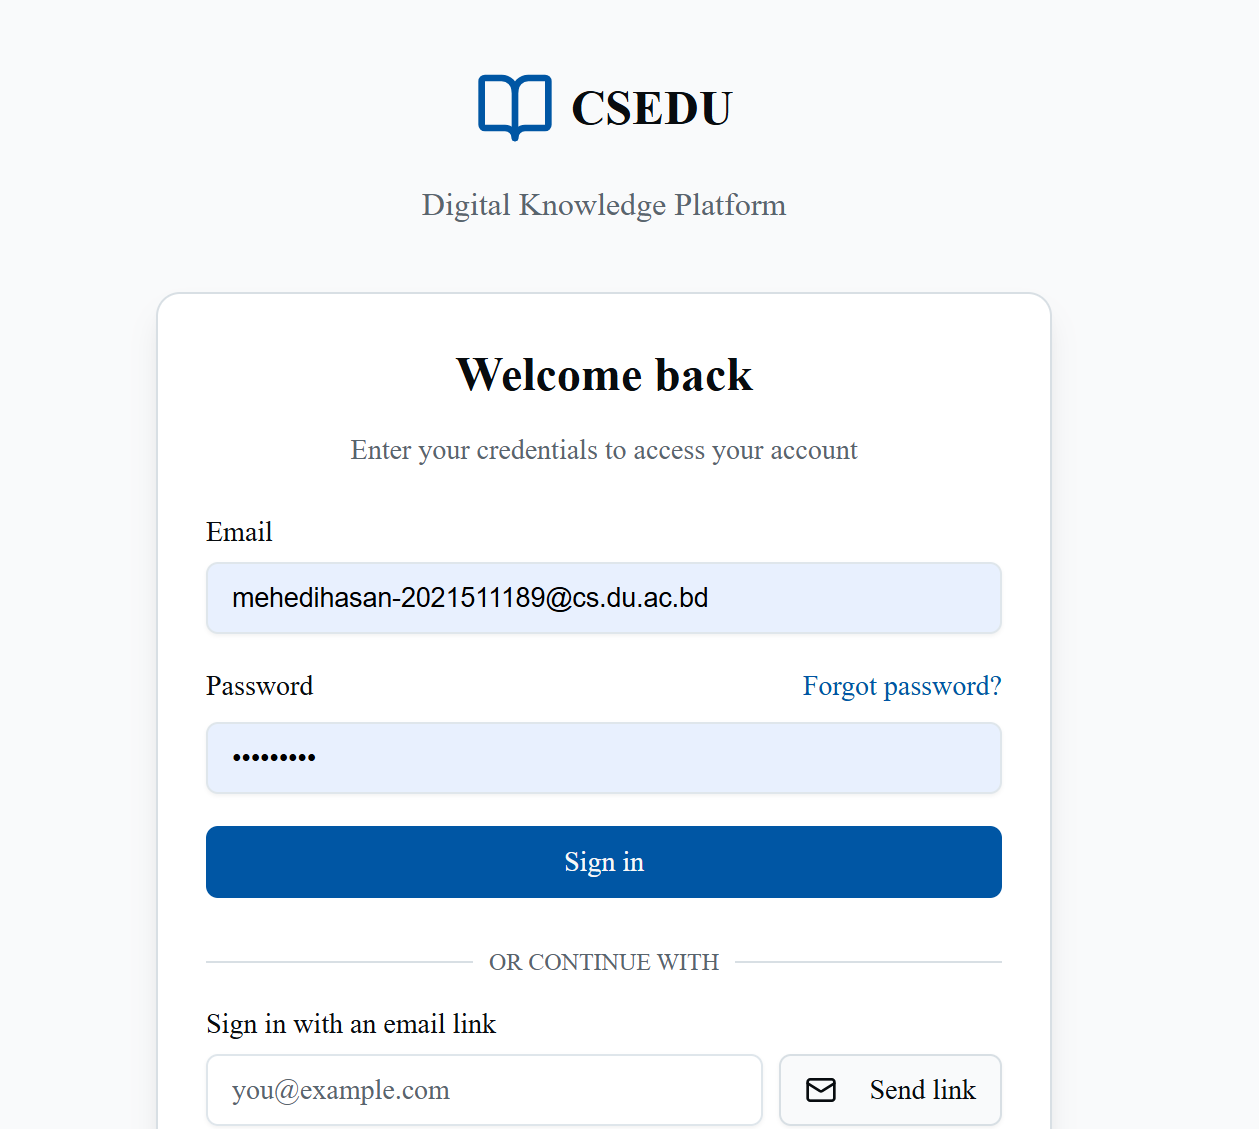 CSEDU
Digital Knowledge Platform
Welcome back
Enter your credentials to access your account
Email
mehedihasan-2021511189@cs.du.ac.bd
Password
Forgot password?
•••••••••
Sign in
OR CONTINUE WITH
Sign in with an email link
you@example.com
Send link